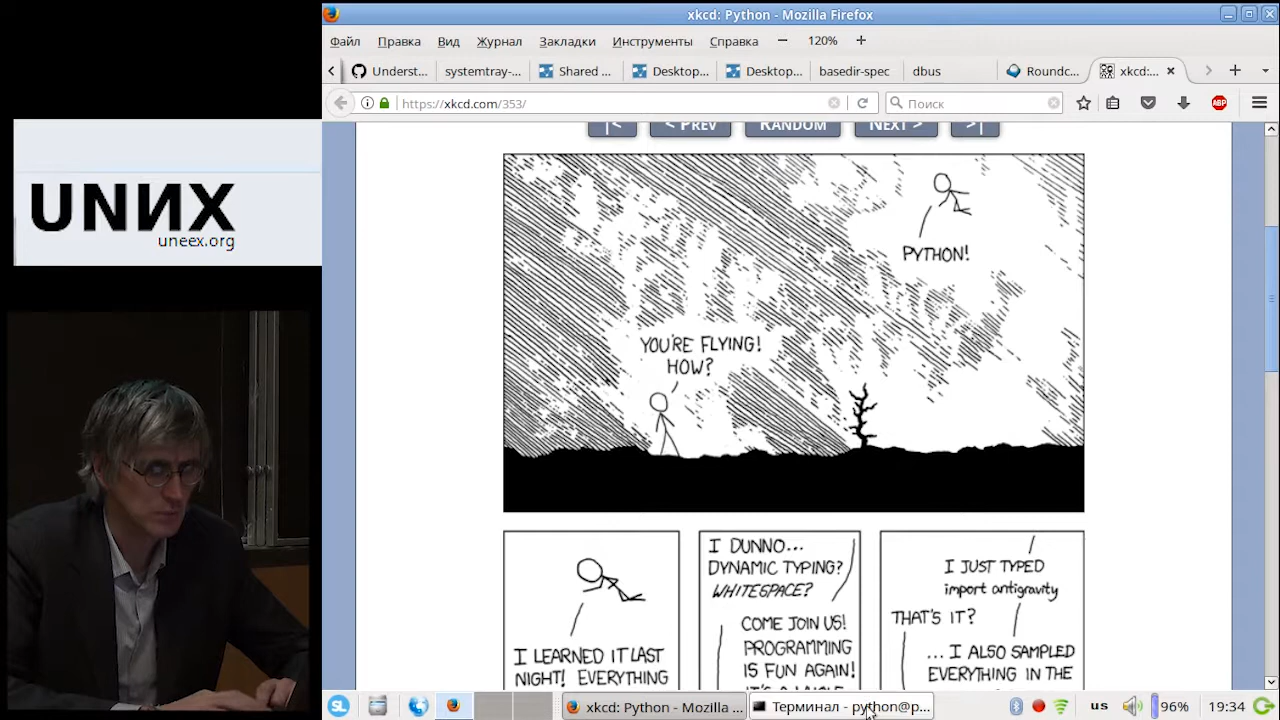 xkcd: Python - Mozilla Firefox
Файл Правка Вид Журнал Закладки Инструменты Справка − 120% +
Underst... systemtray-... Shared ... Desktop... Desktop... basedir-spec dbus Roundc... xkcd:...
https://xkcd.com/353/ Поиск ABP
|< < PREV RANDOM NEXT > >|
UNИX
uneex.org
PYTHON!
YOU'RE FLYING!
HOW?
I LEARNED IT LAST
NIGHT! EVERYTHING
I DUNNO...
DYNAMIC TYPING?
WHITESPACE?
COME JOIN US!
PROGRAMMING
IS FUN AGAIN!
I JUST TYPED
import antigravity
THAT'S IT?
... I ALSO SAMPLED
EVERYTHING IN THE
SL xkcd: Python - Mozilla ... Терминал - python@p... us 96% 19:34